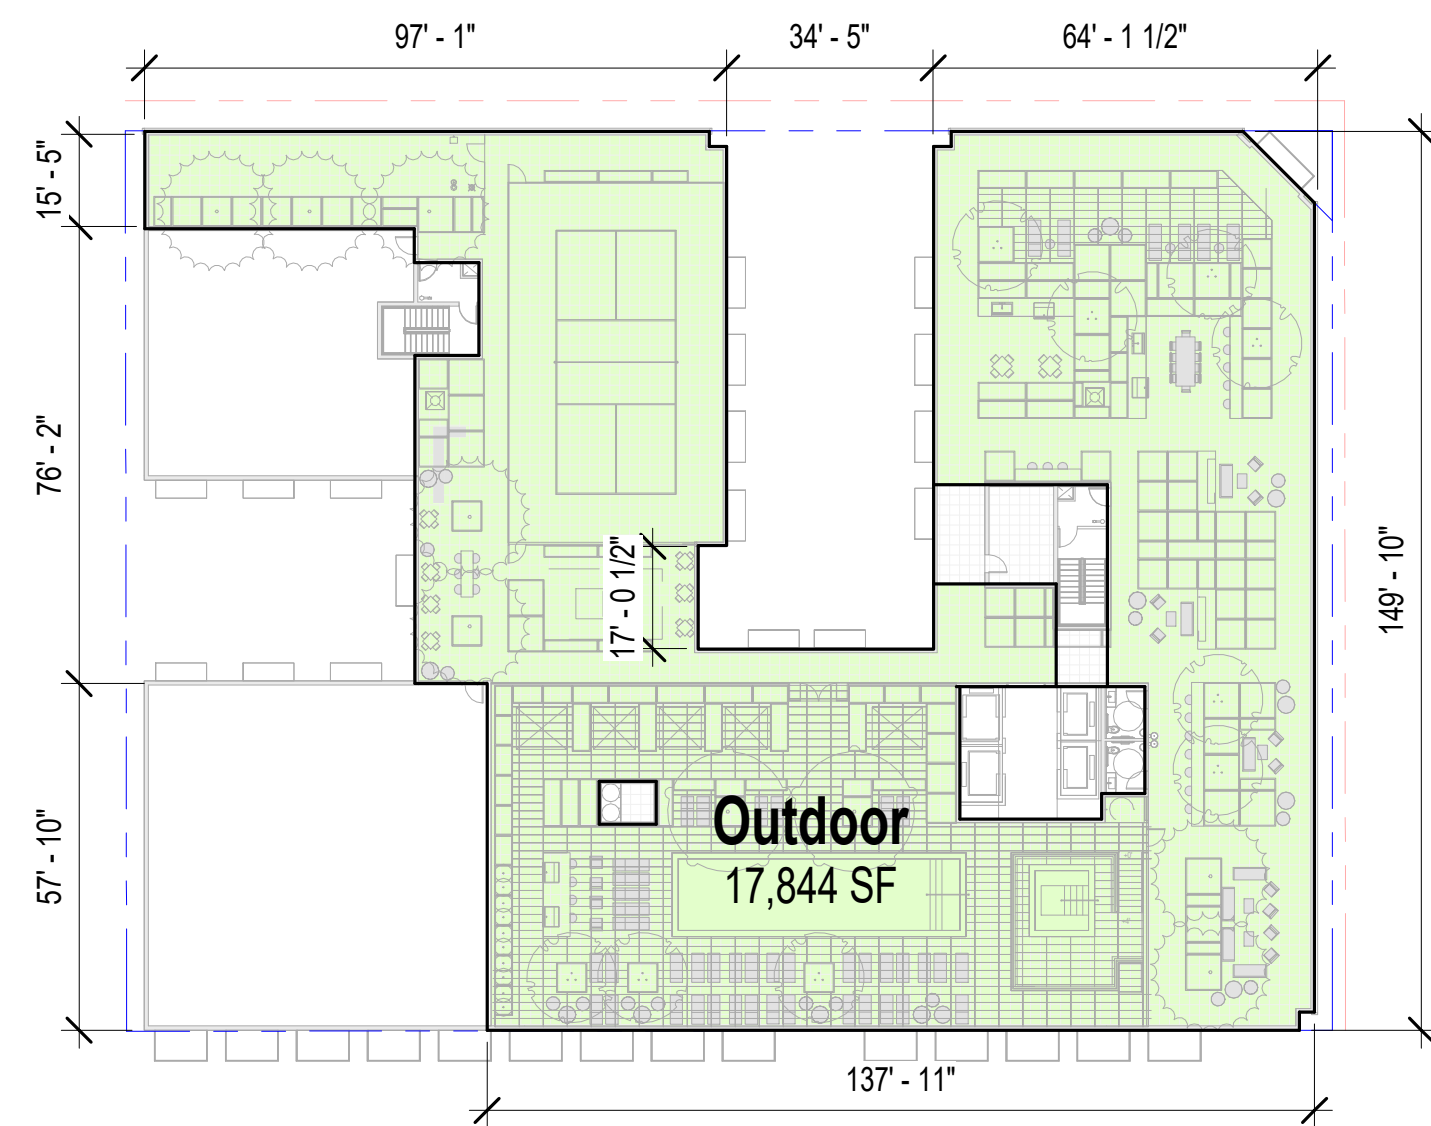 97' - 1"
34' - 5"
64' - 1 1/2"
15' - 5"
76' - 2"
17' - 0 1/2"
149' - 10"
Outdoor
17,844 SF
57' - 10"
137' - 11"